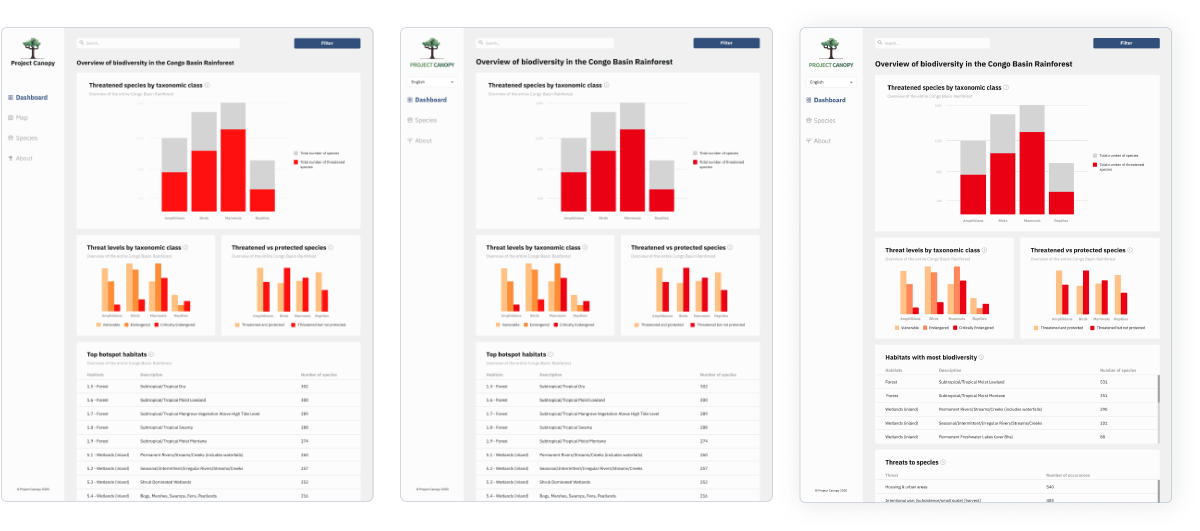 Project Canopy
Dashboard
Map
Species
About
© Project Canopy 2020
Search...
Filter
Overview of biodiversity in the Congo Basin Rainforest
Threatened species by taxonomic class
Overview of the entire Congo Basin Rainforest
Total number of species
Total number of threatened
species
Amphibians Birds Mammals Reptiles
Threat levels by taxonomic class
Overview of the entire Congo Basin Rainforest
Amphibians Birds Mammals Reptiles
Vulnerable Endangered Critically Endangered
Threatened vs protected species
Overview of the entire Congo Basin Rainforest
Amphibians Birds Mammals Reptiles
Threatened and protected Threatened but not protected
Top hotspot habitats
Overview of the entire Congo Basin Rainforest
Habitats Description Number of species
1.5 - Forest Subtropical/Tropical Dry 302
1.6 - Forest Subtropical/Tropical Moist Lowland 300
1.7 - Forest Subtropical/Tropical Mangrove Vegetation Above High Tide Level 289
1.8 - Forest Subtropical/Tropical Swamp 288
1.9 - Forest Subtropical/Tropical Moist Montane 274
5.1 - Wetlands (inland) Permanent Rivers/Streams/Creeks (includes waterfalls) 260
5.2 - Wetlands (inland) Seasonal/Intermittent/Irregular Rivers/Streams/Creeks 257
5.3 - Wetlands (inland) Shrub Dominated Wetlands 252
5.4 - Wetlands (inland) Bogs, Marshes, Swamps, Fens, Peatlands 216
PROJECT CANOPY
English
Dashboard
Species
About
© Project Canopy 2020
Search...
Filter
Overview of biodiversity in the Congo Basin Rainforest
Threatened species by taxonomic class
Overview of the entire Congo Basin Rainforest
Total number of species
Total number of threatened
species
Amphibians Birds Mammals Reptiles
Threat levels by taxonomic class
Overview of the entire Congo Basin Rainforest
Amphibians Birds Mammals Reptiles
Vulnerable Endangered Critically Endangered
Threatened vs protected species
Overview of the entire Congo Basin Rainforest
Amphibians Birds Mammals Reptiles
Threatened and protected Threatened but not protected
Top hotspot habitats
Overview of the entire Congo Basin Rainforest
Habitats Description Number of species
1.5 - Forest Subtropical/Tropical Dry 302
1.6 - Forest Subtropical/Tropical Moist Lowland 300
1.7 - Forest Subtropical/Tropical Mangrove Vegetation Above High Tide Level 289
1.8 - Forest Subtropical/Tropical Swamp 288
1.9 - Forest Subtropical/Tropical Moist Montane 274
5.1 - Wetlands (inland) Permanent Rivers/Streams/Creeks (includes waterfalls) 260
5.2 - Wetlands (inland) Seasonal/Intermittent/Irregular Rivers/Streams/Creeks 257
5.3 - Wetlands (inland) Shrub Dominated Wetlands 252
5.4 - Wetlands (inland) Bogs, Marshes, Swamps, Fens, Peatlands 216
PROJECT CANOPY
English
Dashboard
Species
About
© Project Canopy 2020
Search...
Filter
Overview of biodiversity in the Congo Basin Rainforest
Threatened species by taxonomic class
Overview of the entire Congo Basin Rainforest
Total number of species
Total number of threatened
species
Amphibians Birds Mammals Reptiles
Threat levels by taxonomic class
Overview of the entire Congo Basin Rainforest
Amphibians Birds Mammals Reptiles
Vulnerable Endangered Critically Endangered
Threatened vs protected species
Overview of the entire Congo Basin Rainforest
Amphibians Birds Mammals Reptiles
Threatened and protected Threatened but not protected
Habitats with most biodiversity
Habitats Description Number of species
Forest Subtropical/Tropical Moist Lowland 531
Forest Subtropical/Tropical Moist Montane 351
Wetlands (inland) Permanent Rivers/Streams/Creeks (includes waterfalls) 290
Wetlands (inland) Seasonal/Intermittent/Irregular Rivers/Streams/Creeks
Wetlands (inland) Permanent Freshwater Lakes (over 8ha)
Threats to species
Threat Number of occurences
Housing & urban areas 540